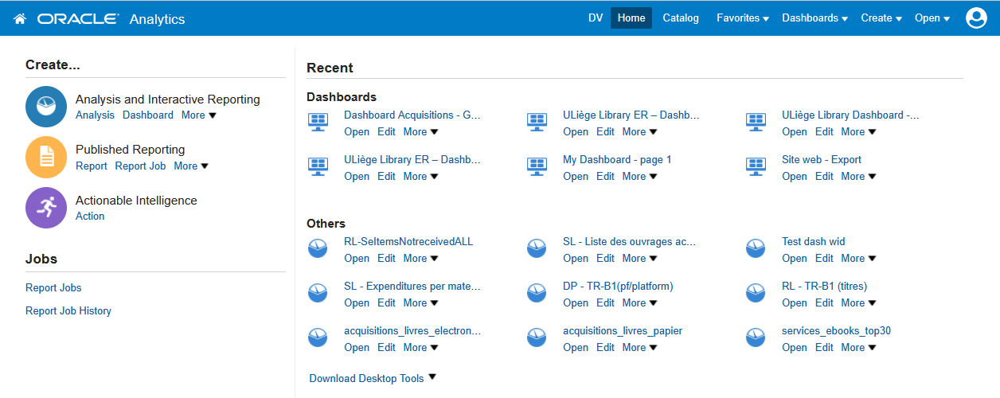 ORACLE Analytics
DV Home Catalog Favorites Dashboards Create Open
Create...
Analysis and Interactive Reporting
Analysis Dashboard More
Published Reporting
Report Report Job More
Actionable Intelligence
Action
Jobs
Report Jobs
Report Job History
Recent
Dashboards
Dashboard Acquisitions - G... ULiège Library ER – Dashb... ULiège Library Dashboard -...
Open Edit More Open Edit More Open Edit More
ULiège Library ER – Dashb... My Dashboard - page 1 Site web - Export
Open Edit More Open Edit More Open Edit More
Others
RL-SeItemsNotreceivedALL SL - Liste des ouvrages ac... Test dash wid
Open Edit More Open Edit More Open Edit More
SL - Expenditures per mate... DP - TR-B1(pf/platform) RL - TR-B1 (titres)
Open Edit More Open Edit More Open Edit More
acquisitions_livres_electron... acquisitions_livres_papier services_ebooks_top30
Open Edit More Open Edit More Open Edit More
Download Desktop Tools